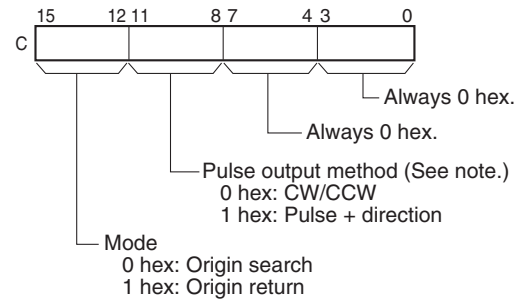 15 12 11 8 7 4 3 0
C
Always 0 hex.
Always 0 hex.
Pulse output method (See note.)
0 hex: CW/CCW
1 hex: Pulse + direction
Mode
0 hex: Origin search
1 hex: Origin return